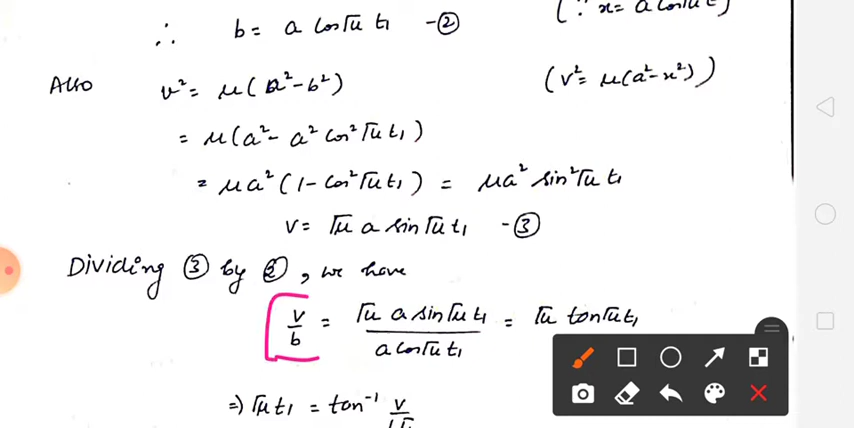 (∵ x = a cos√μ t)
∴ b = a cos√μ t₁ -②
Also v² = μ(a²-b²) (v² = μ(a²-x²))
= μ(a² - a² cos²√μ t₁)
= μa² (1 - cos²√μ t₁) = μa² sin²√μ t₁
v = √μ a sin√μ t₁ -③
Dividing ③ by ②, we have
v/b = √μ a sin√μ t₁ / a cos√μ t₁ = √μ tan√μ t₁
⇒ √μ t₁ = tan⁻¹ v